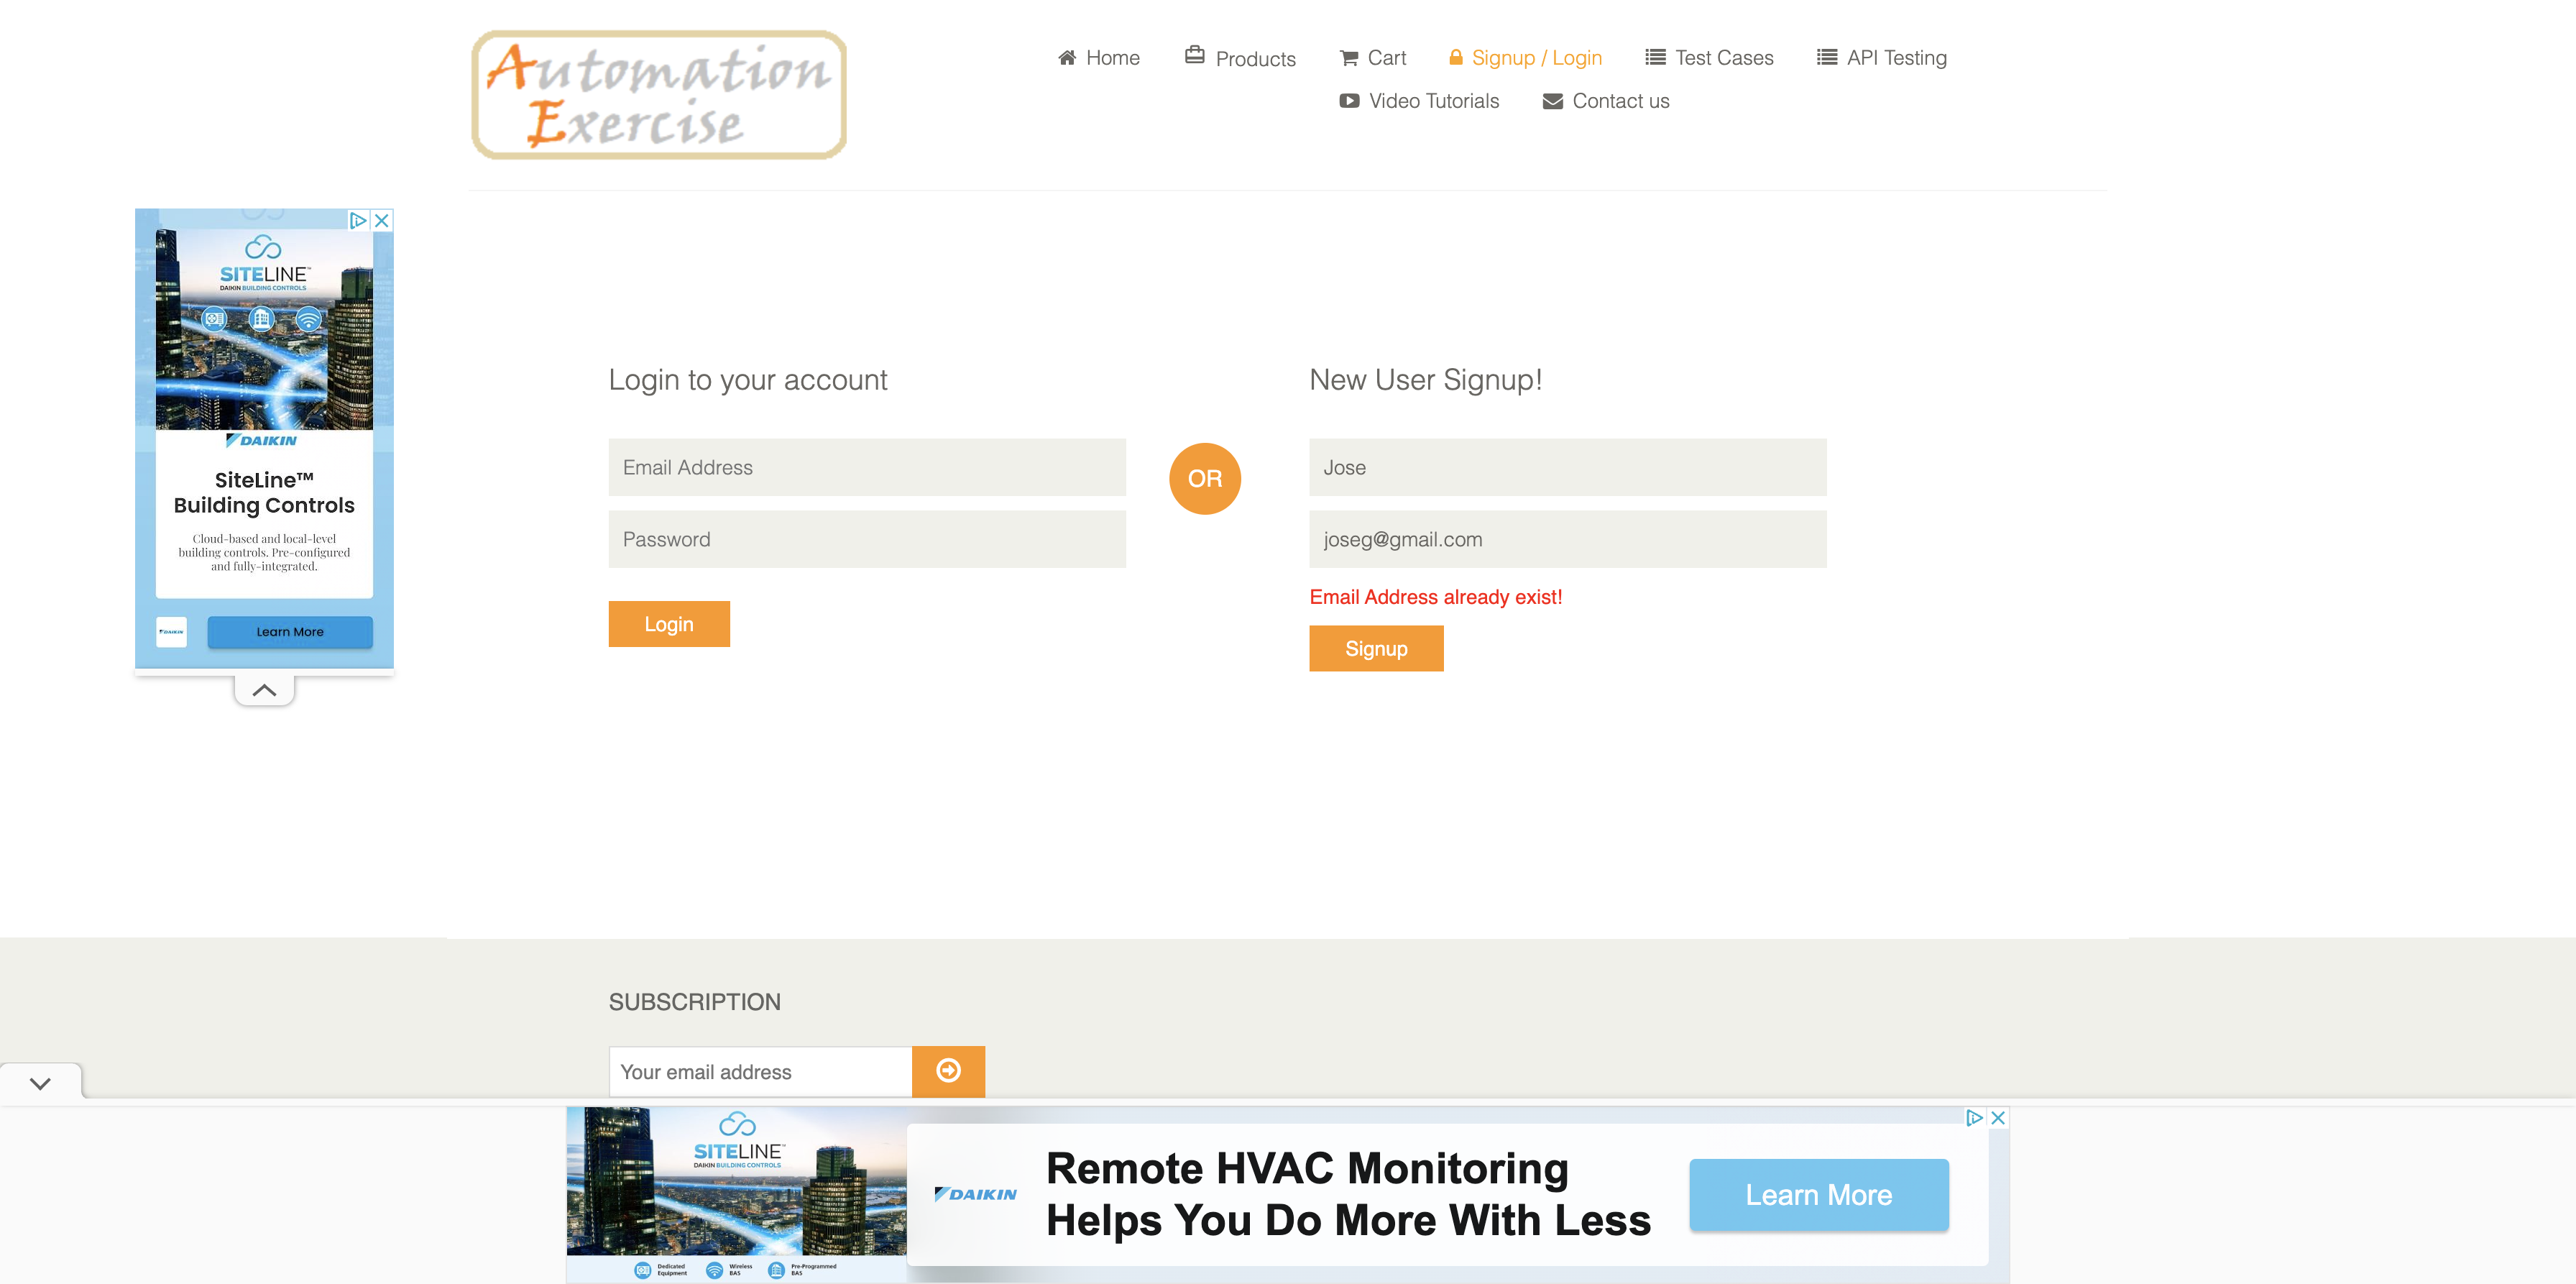 Automation
Exercise
Home
Products
Cart
Signup / Login
Test Cases
API Testing
Video Tutorials
Contact us
SITELINE™
DAIKIN BUILDING CONTROLS
DAIKIN
SiteLine™
Building Controls
Cloud-based and local-level
building controls. Pre-configured
and fully-integrated.
DAIKIN
Learn More
Login to your account
Email Address
Password
Login
OR
New User Signup!
Jose
joseg@gmail.com
Email Address already exist!
Signup
SUBSCRIPTION
Your email address
SITELINE™
DAIKIN BUILDING CONTROLS
Dedicated
Equipment
Wireless
BAS
Pre-Programmed
BAS
DAIKIN
Remote HVAC Monitoring
Helps You Do More With Less
Learn More